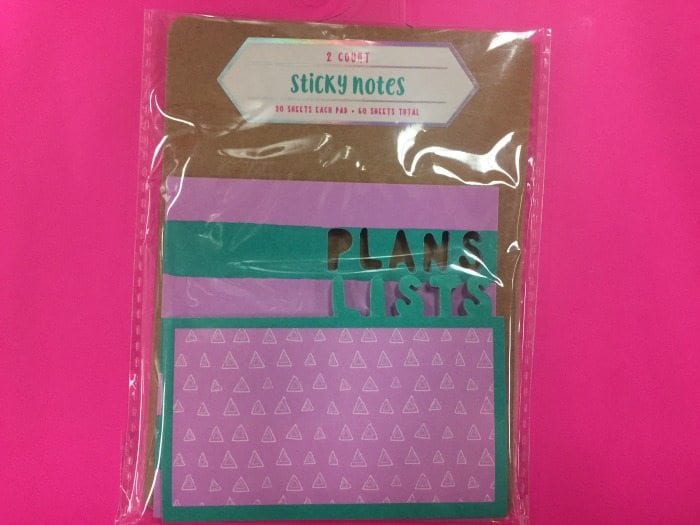 2 COUNT
sticky notes
30 SHEETS EACH PAD • 60 SHEETS TOTAL
PLANS
LISTS